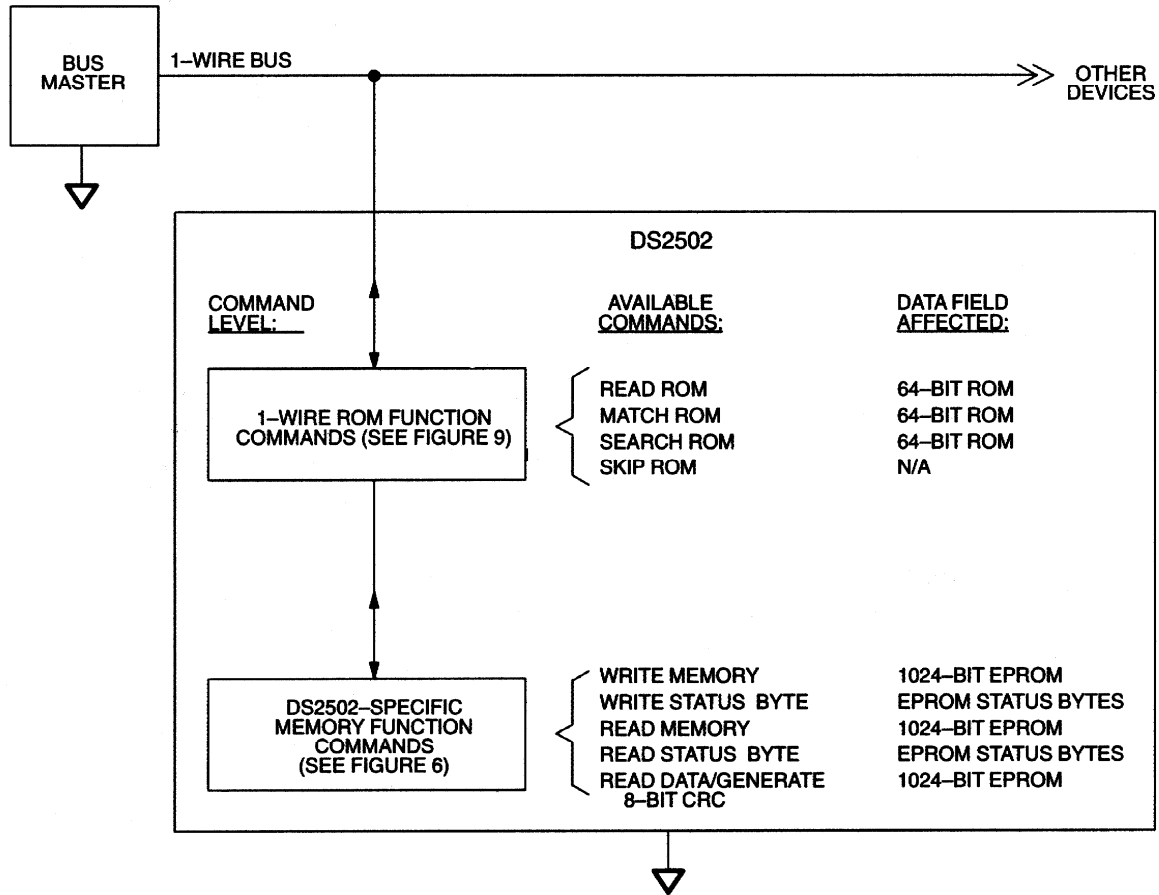 BUS
MASTER
1–WIRE BUS
OTHER
DEVICES
DS2502
COMMAND
LEVEL:
AVAILABLE
COMMANDS:
DATA FIELD
AFFECTED:
1–WIRE ROM FUNCTION
COMMANDS (SEE FIGURE 9)
READ ROM 64–BIT ROM
MATCH ROM 64–BIT ROM
SEARCH ROM 64–BIT ROM
SKIP ROM N/A
DS2502–SPECIFIC
MEMORY FUNCTION
COMMANDS
(SEE FIGURE 6)
WRITE MEMORY 1024–BIT EPROM
WRITE STATUS BYTE EPROM STATUS BYTES
READ MEMORY 1024–BIT EPROM
READ STATUS BYTE EPROM STATUS BYTES
READ DATA/GENERATE 1024–BIT EPROM
8–BIT CRC